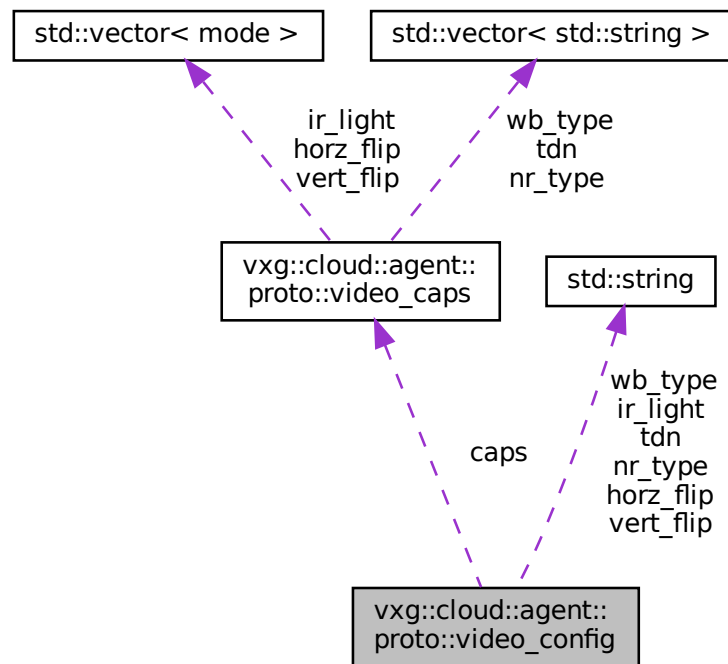 std::vector< mode >
std::vector< std::string >
ir_light
horz_flip
vert_flip
wb_type
tdn
nr_type
vxg::cloud::agent::
proto::video_caps
std::string
caps
wb_type
ir_light
tdn
nr_type
horz_flip
vert_flip
vxg::cloud::agent::
proto::video_config